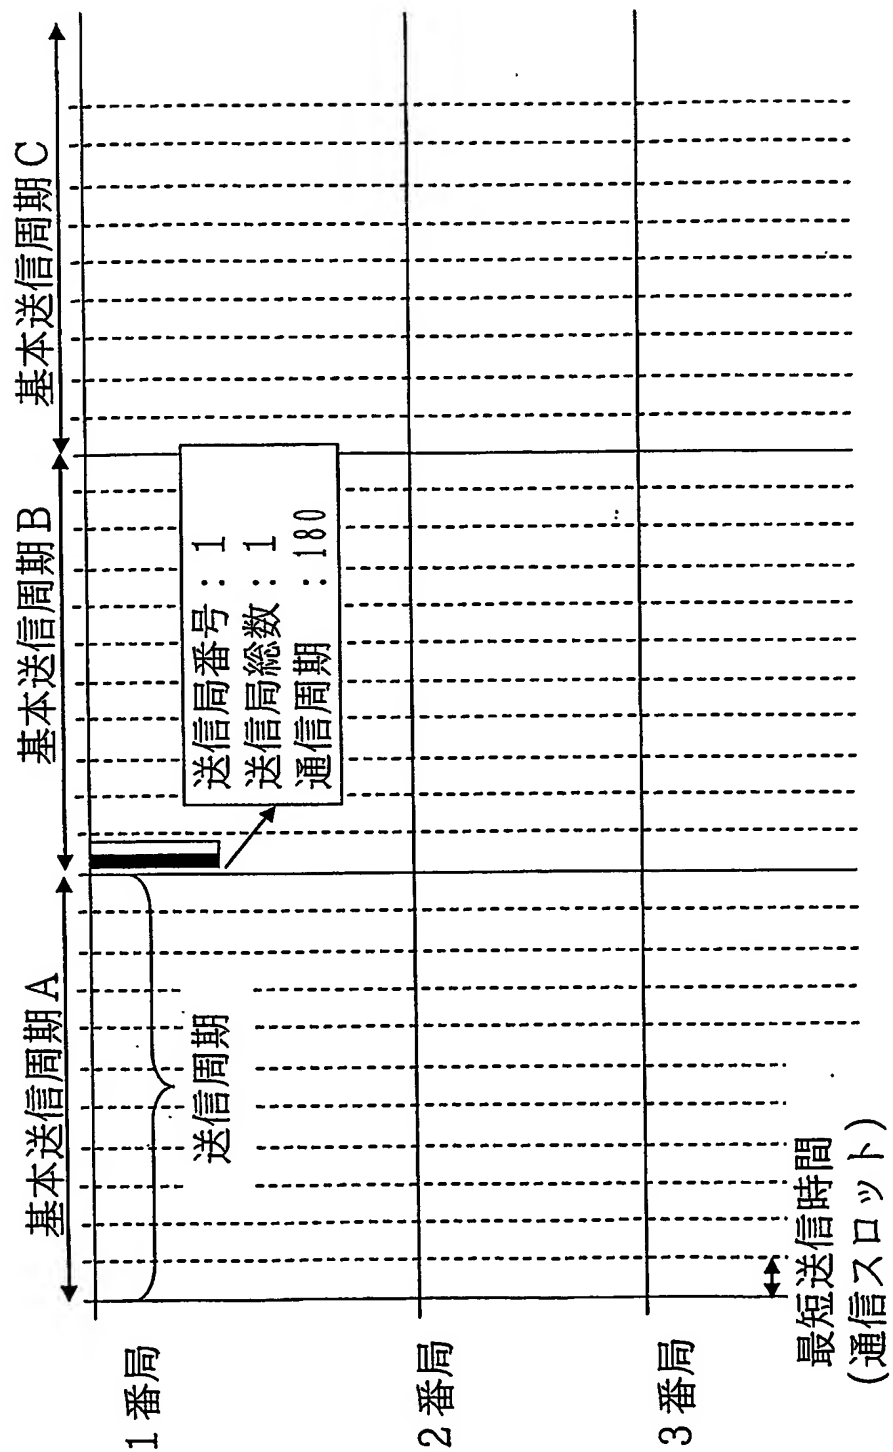 基本送信周期A
基本送信周期B
基本送信周期C
1番局
送信周期
送信局番号:1
送信局総数:1
通信周期:180
2番局
3番局
最短送信時間
(通信スロット)